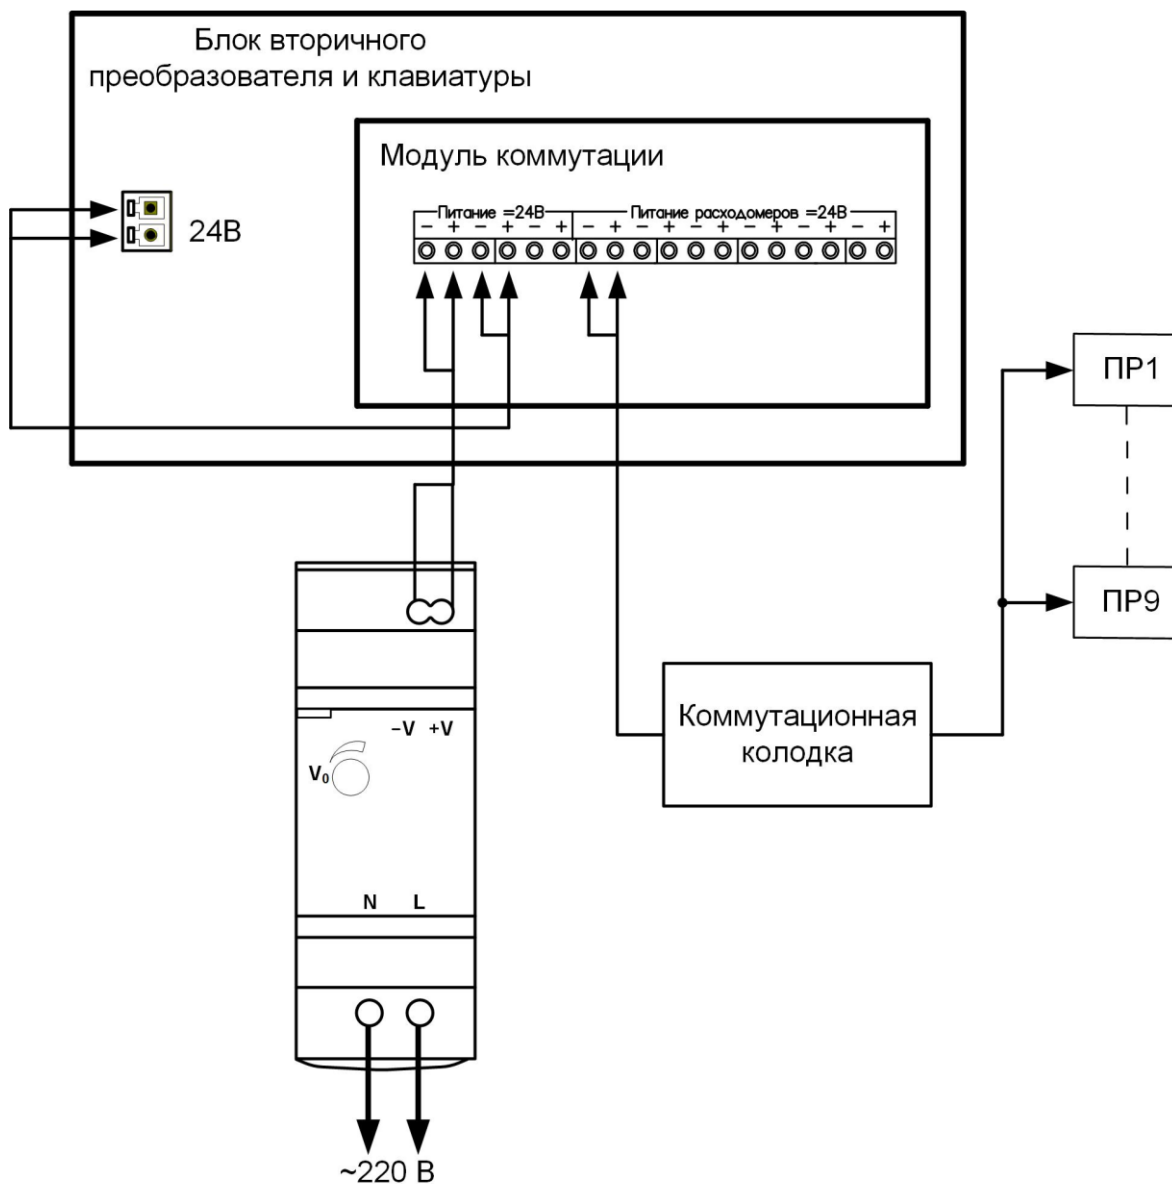 Блок вторичного
преобразователя и клавиатуры
Модуль коммутации
24В
Питание =24В Питание расходомеров =24В
− + − + + − + − + − + − + − +
ПР1
ПР9
Коммутационная
колодка
−V +V
V₀
N L
~220 В